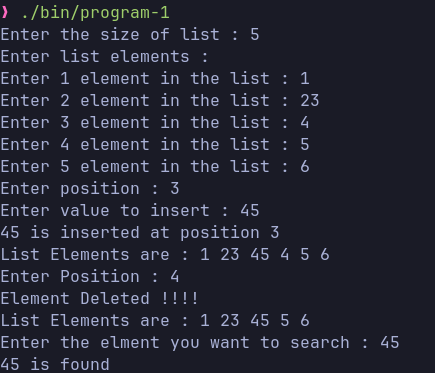 ❯ ./bin/program-1
Enter the size of list : 5
Enter list elements :
Enter 1 element in the list : 1
Enter 2 element in the list : 23
Enter 3 element in the list : 4
Enter 4 element in the list : 5
Enter 5 element in the list : 6
Enter position : 3
Enter value to insert : 45
45 is inserted at position 3
List Elements are : 1 23 45 4 5 6
Enter Position : 4
Element Deleted !!!!
List Elements are : 1 23 45 5 6
Enter the elment you want to search : 45
45 is found